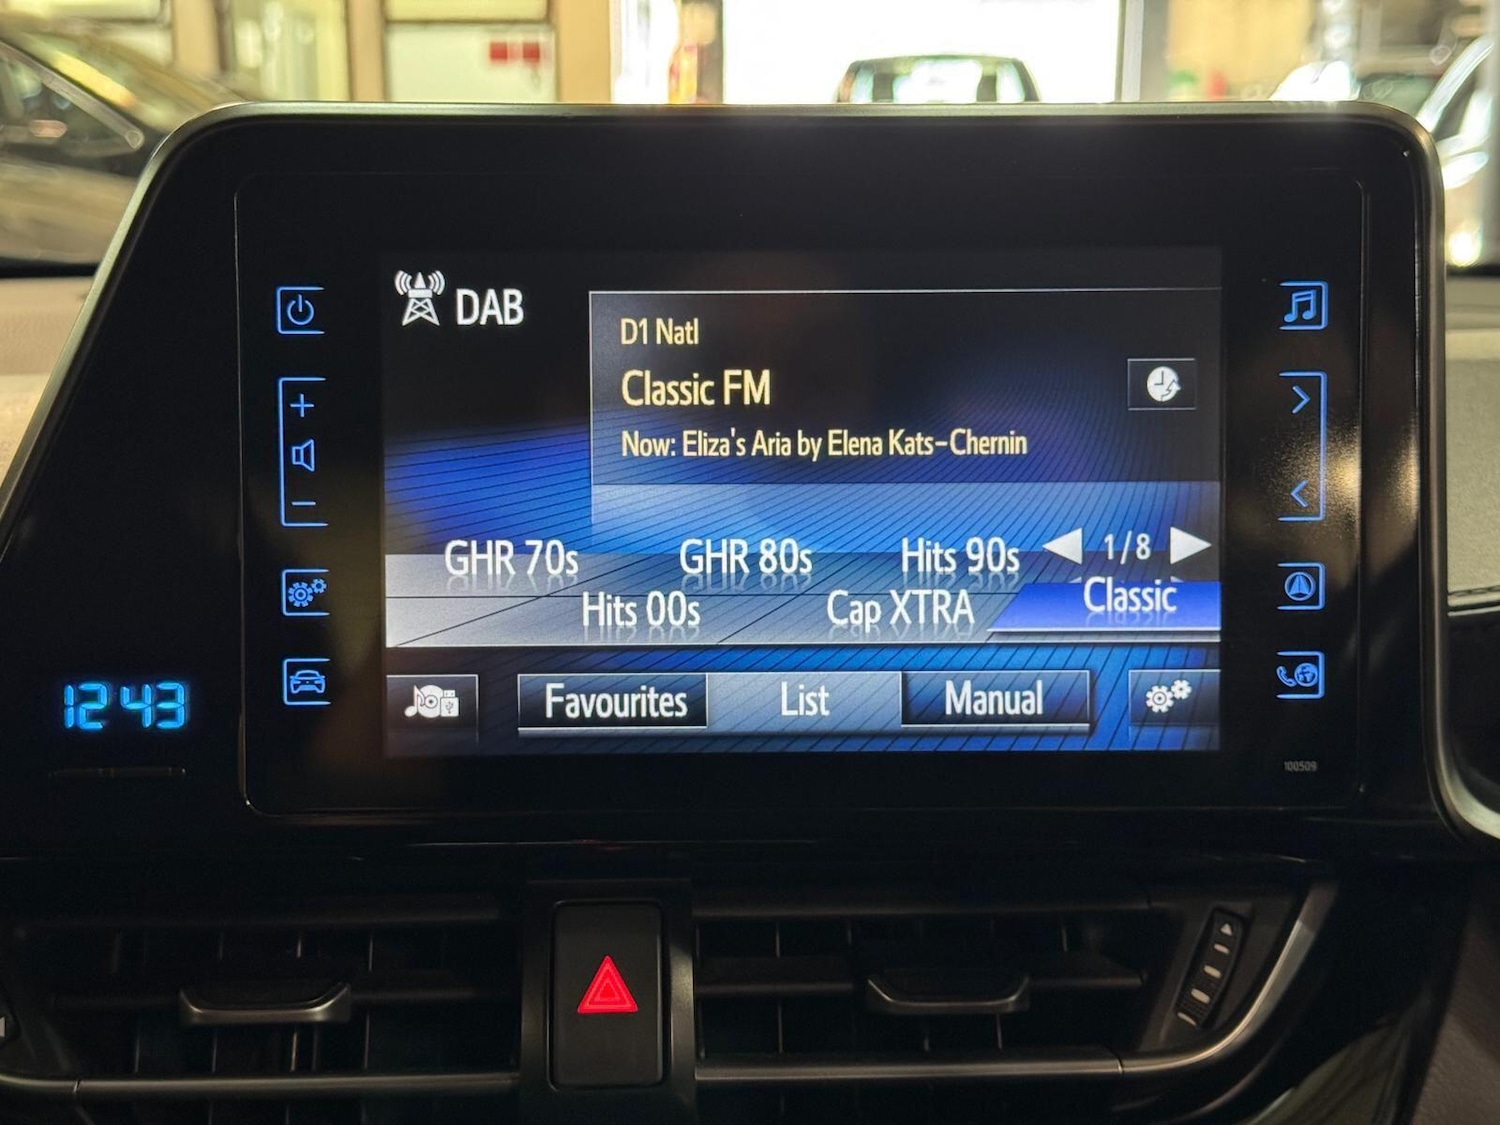 DAB
D1 Natl
Classic FM
Now: Eliza's Aria by Elena Kats-Chernin
GHR 70s GHR 80s Hits 90s 1/8
Hits 00s Cap XTRA Classic
Favourites List Manual
12 43
100509